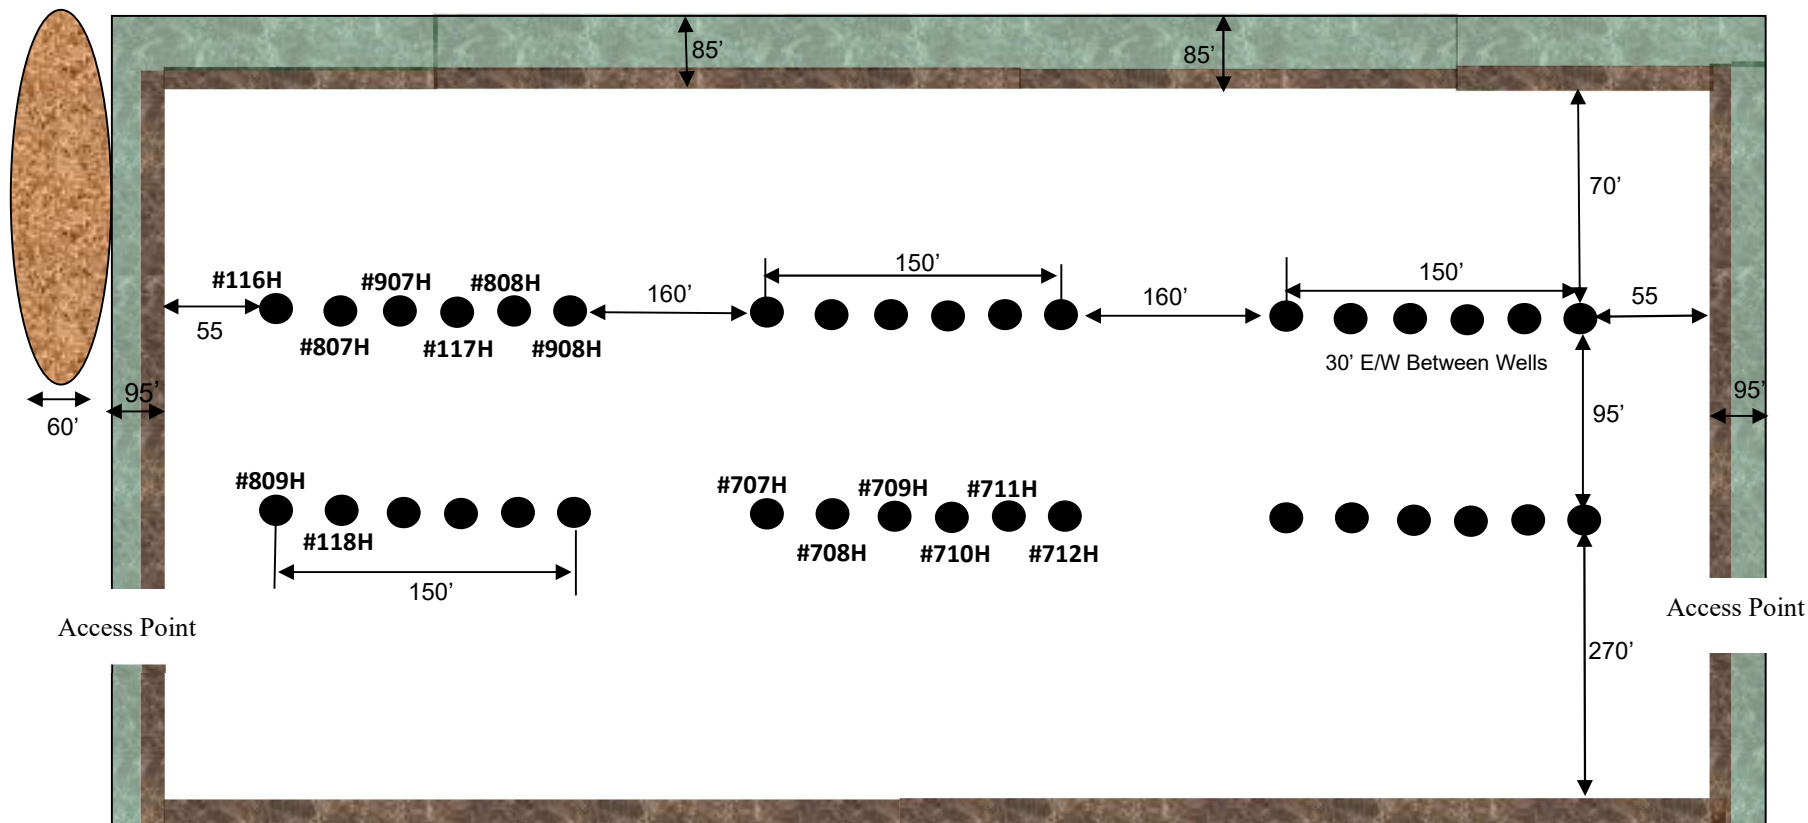 85’
85’
70’
#116H
#907H
#808H
150’
150’
160’
160’
55
55
#807H
#117H
#908H
30’ E/W Between Wells
95’
95’
95’
60’
#809H
#707H
#709H
#711H
#118H
#708H
#710H
#712H
150’
Access Point
Access Point
270’